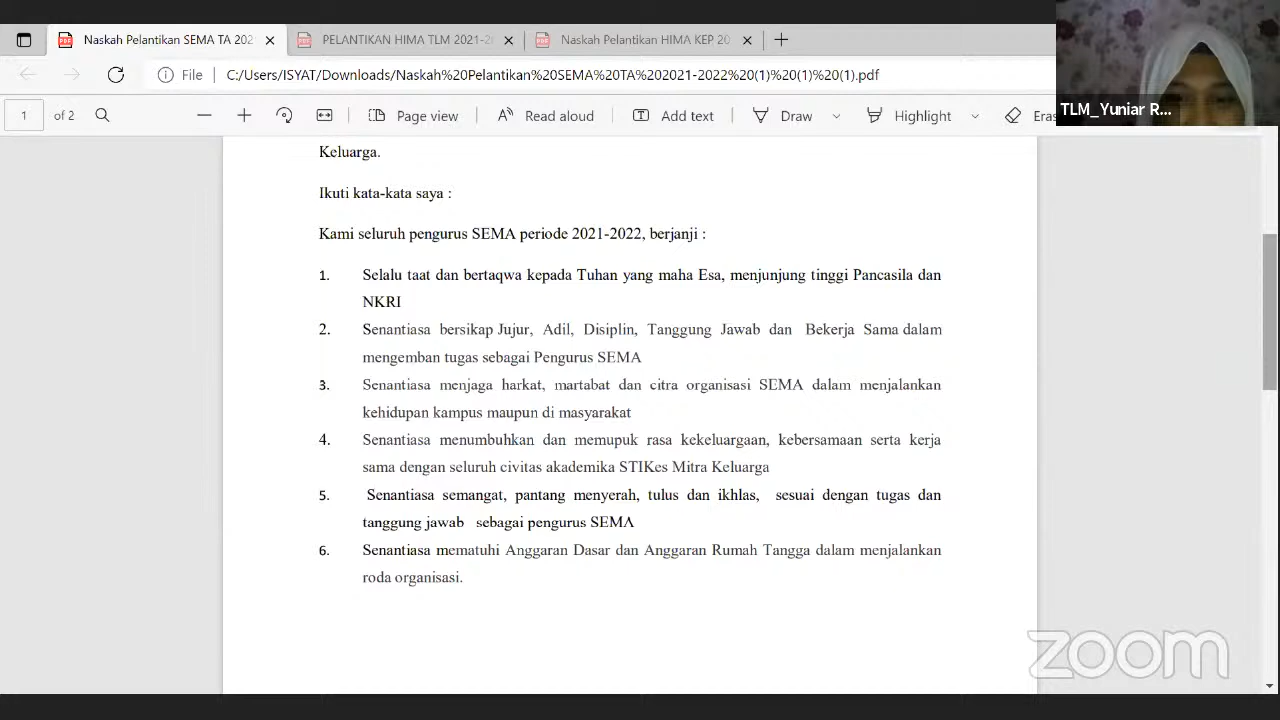 Naskah Pelantikan SEMA TA 202
PELANTIKAN HIMA TLM 2021-2
Naskah Pelantikan HIMA KEP 20
File
C:/Users/ISYAT/Downloads/Naskah%20Pelantikan%20SEMA%20TA%202021-2022%20(1)%20(1)%20(1).pdf
TLM_Yuniar R...
1 of 2
Page view
Read aloud
Add text
Draw
Highlight
Eras
Keluarga.
Ikuti kata-kata saya :
Kami seluruh pengurus SEMA periode 2021-2022, berjanji :
1. Selalu taat dan bertaqwa kepada Tuhan yang maha Esa, menjunjung tinggi Pancasila dan
NKRI
2. Senantiasa bersikap Jujur, Adil, Disiplin, Tanggung Jawab dan Bekerja Sama dalam
mengemban tugas sebagai Pengurus SEMA
3. Senantiasa menjaga harkat, martabat dan citra organisasi SEMA dalam menjalankan
kehidupan kampus maupun di masyarakat
4. Senantiasa menumbuhkan dan memupuk rasa kekeluargaan, kebersamaan serta kerja
sama dengan seluruh civitas akademika STIKes Mitra Keluarga
5. Senantiasa semangat, pantang menyerah, tulus dan ikhlas, sesuai dengan tugas dan
tanggung jawab sebagai pengurus SEMA
6. Senantiasa mematuhi Anggaran Dasar dan Anggaran Rumah Tangga dalam menjalankan
roda organisasi.
zoom